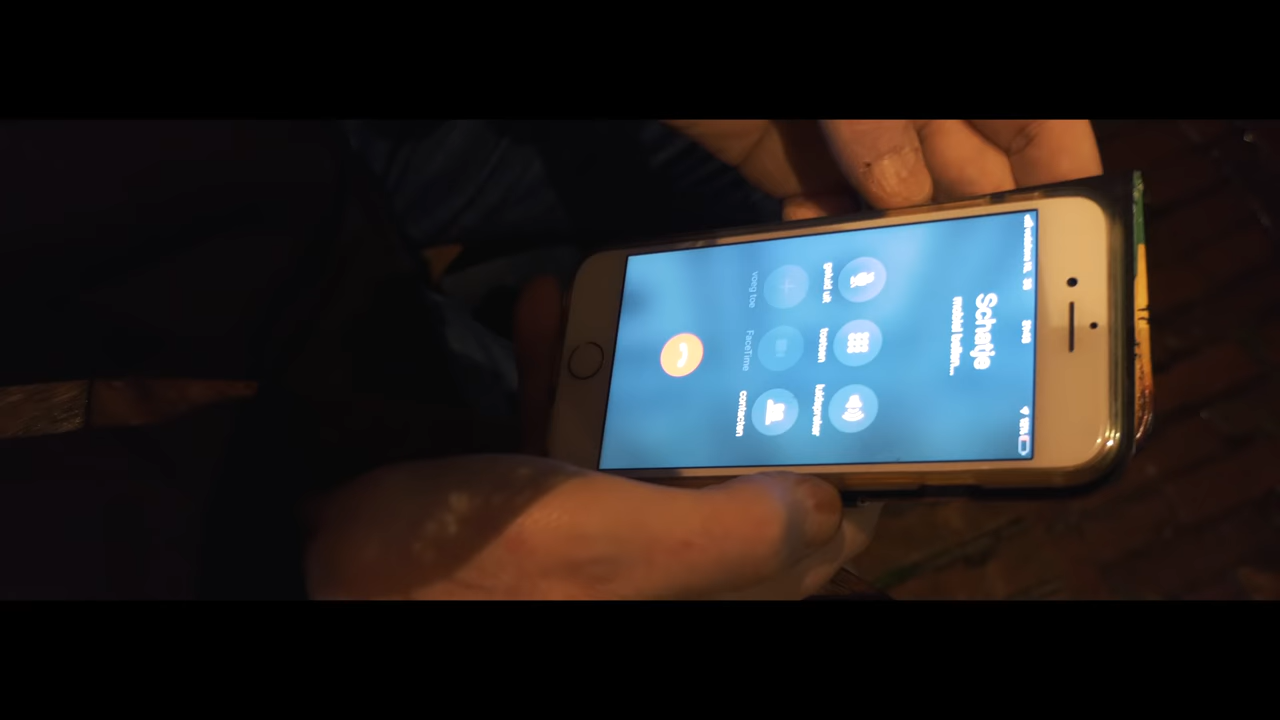 Schatje
mobiel bellen...
geluid uit
toetsen
luidspreker
voeg toe
FaceTime
contacten